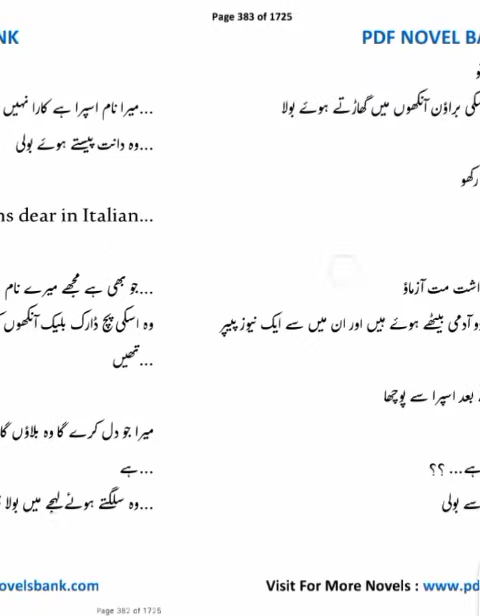 Page 383 of 1725
NK
PDF NOVEL BA
میرا نام اسپرا ہے کارا نہیں...
وہ دانت پیستے ہوئے بولی...
ns dear in Italian...
جو بھی ہے مجھے میرے نام...
وہ اسکی پچ ڈارک بلیک آنکھوں
تھیں...
میرا جو دل کرے گا وہ بلاؤں گا
ہے...
وہ سلگتے ہوئے لہجے میں بولا...
ovelsbank.com
Page 382 of 1725
سکی براؤن آنکھوں میں گھاڑتے ہوئے بولا
رکھو
اشت مت آزماؤ
دو آدمی بیٹھے ہوئے ہیں اور ان میں سے ایک نیوز پیپر
بعد اسپرا سے پوچھا
ہے... ؟؟
سے بولی
Visit For More Novels : www.pd